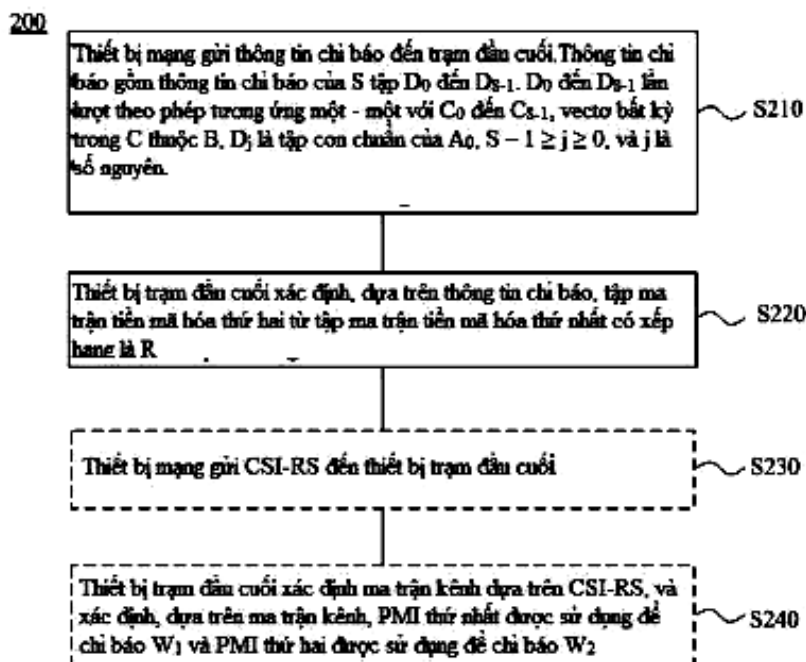 200
Thiết bị mạng gửi thông tin chỉ báo đến trạm đầu cuối. Thông tin chỉ
báo gồm thông tin chỉ báo của S tập D0 đến DS-1. D0 đến DS-1 lần
lượt theo phép tương ứng một - một với C0 đến CS-1, vectơ bất kỳ
trong C thuộc B, Dj là tập con chuẩn của A0, S – 1 ≥ j ≥ 0, và j là
số nguyên.
S210
Thiết bị trạm đầu cuối xác định, dựa trên thông tin chỉ báo, tập ma
trận tiền mã hóa thứ hai từ tập ma trận tiền mã hóa thứ nhất có xếp
hạng là R
S220
Thiết bị mạng gửi CSI-RS đến thiết bị trạm đầu cuối
S230
Thiết bị trạm đầu cuối xác định ma trận kênh dựa trên CSI-RS, và
xác định, dựa trên ma trận kênh, PMI thứ nhất được sử dụng để
chỉ báo W1 và PMI thứ hai được sử dụng để chỉ báo W2
S240